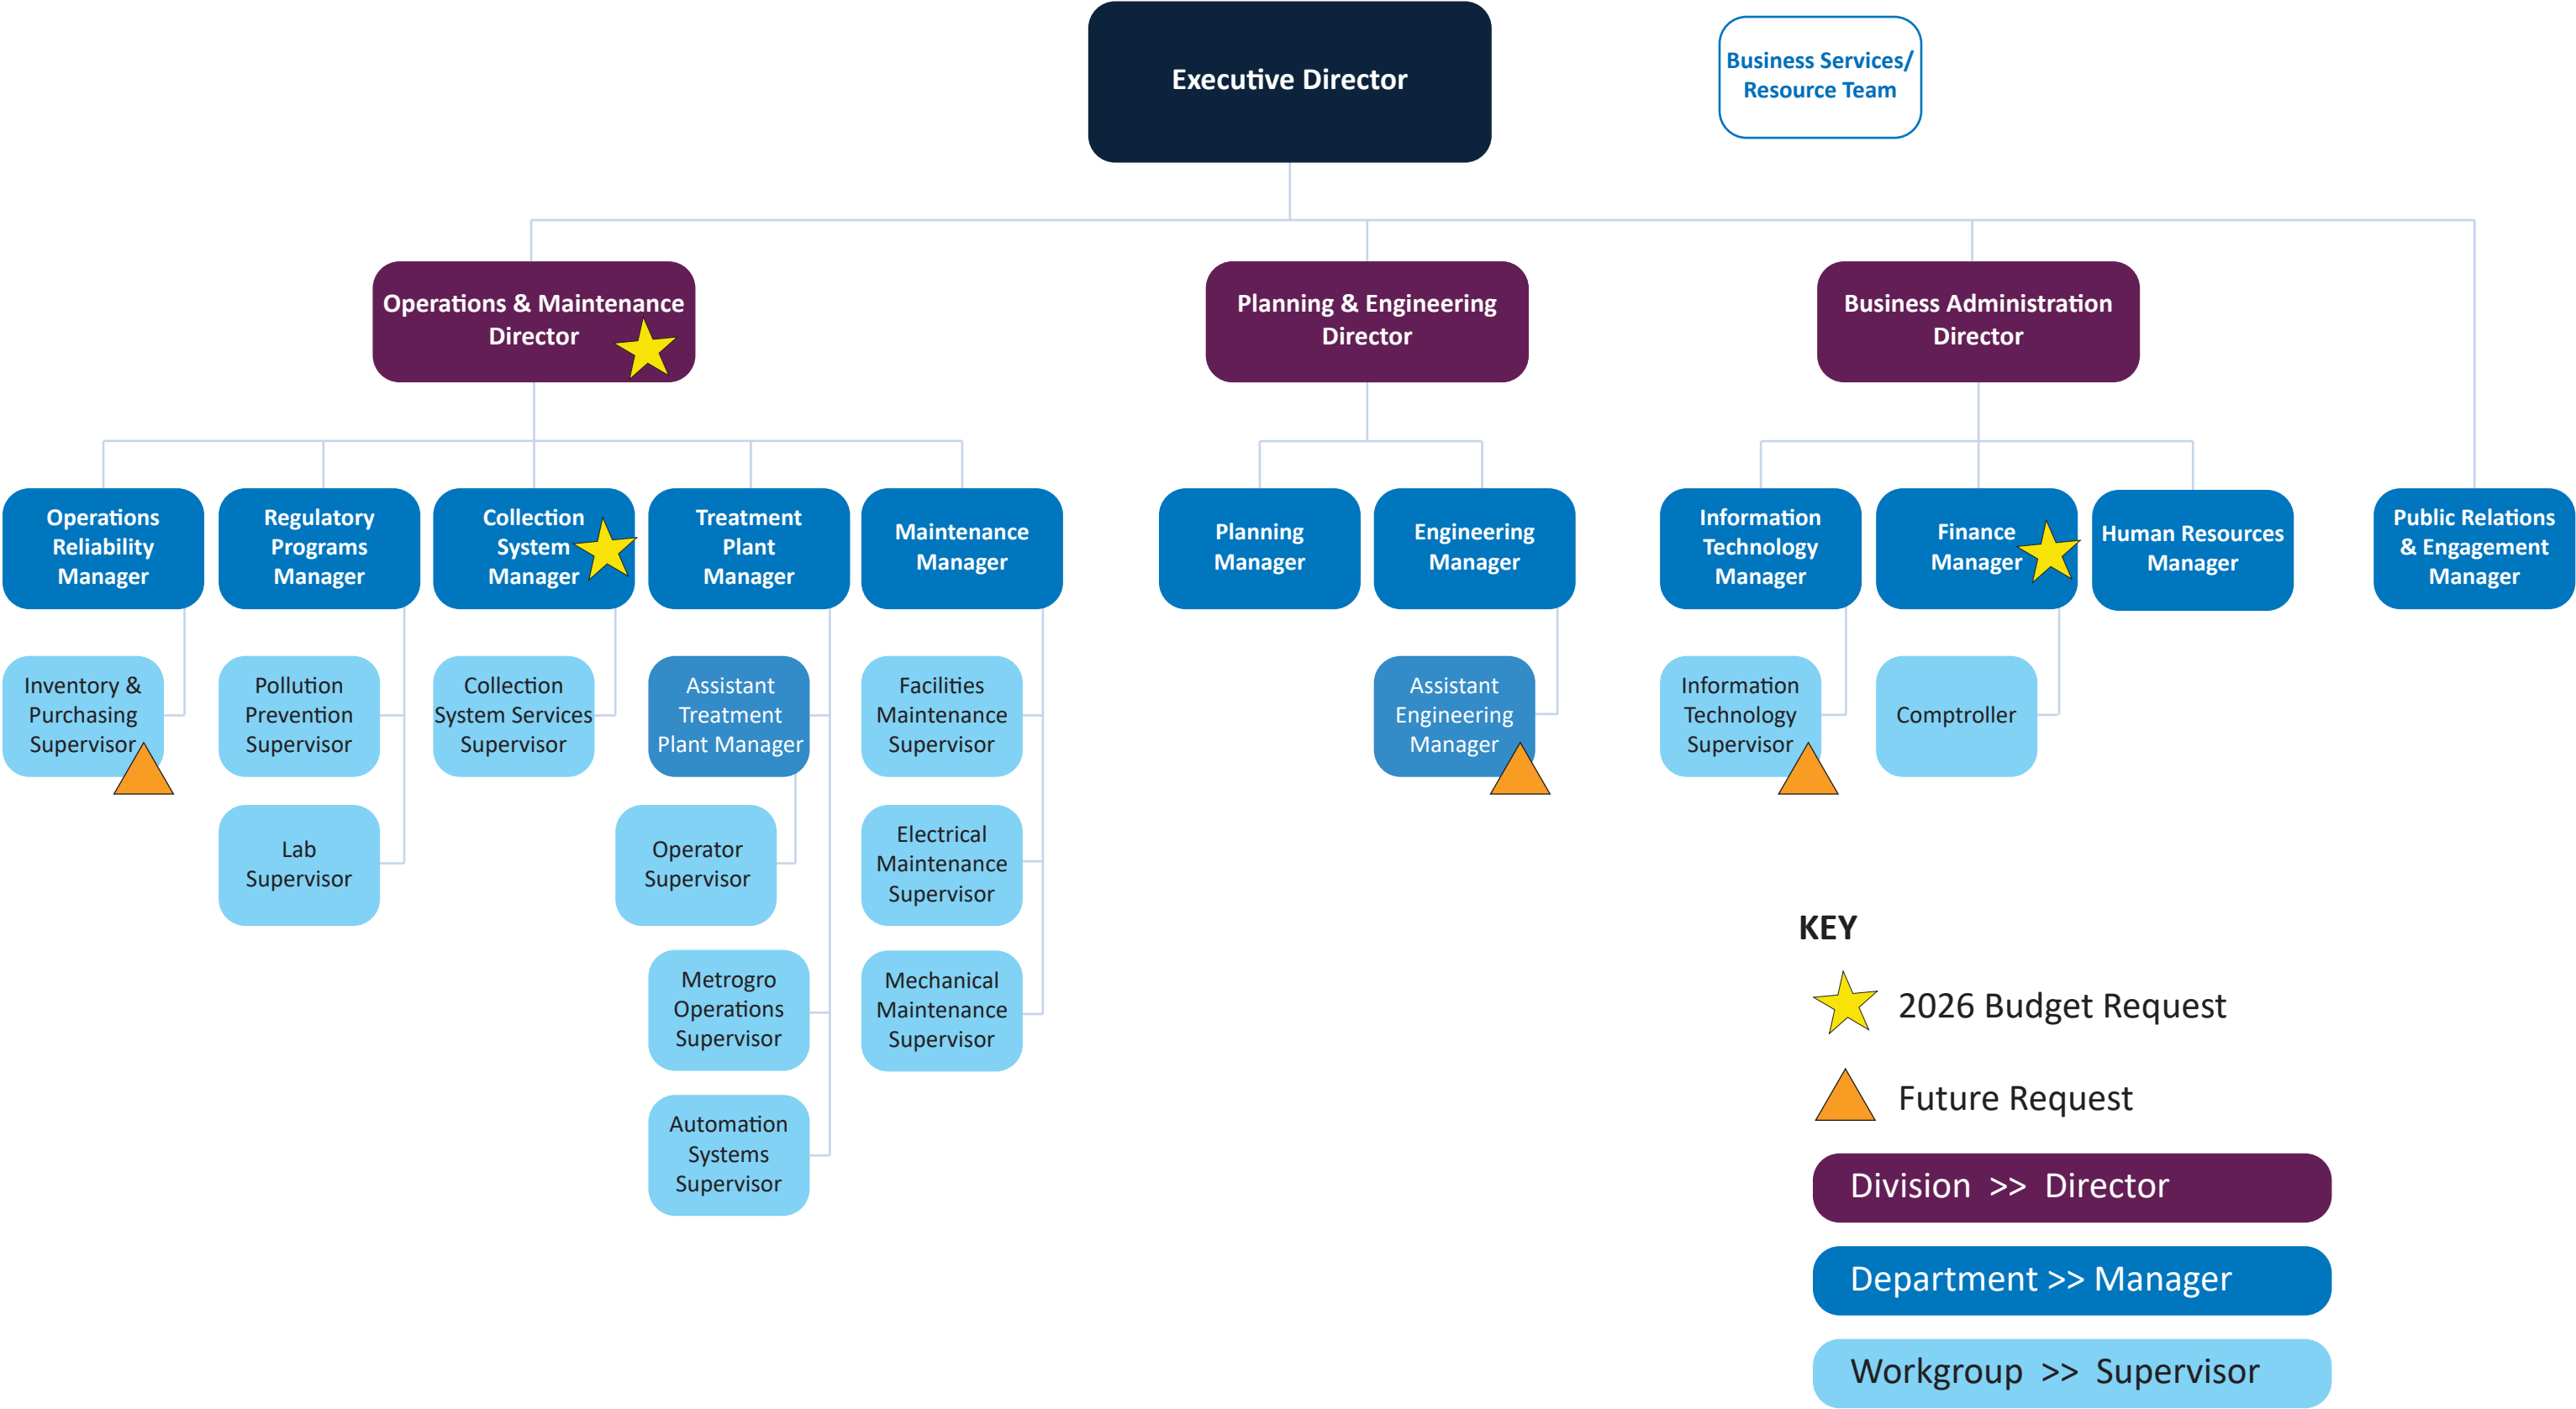 Executive Director
Business Services/
Resource Team
Operations & Maintenance
Director
Planning & Engineering
Director
Business Administration
Director
Operations
Reliability
Manager
Regulatory
Programs
Manager
Collection
System
Manager
Treatment
Plant
Manager
Maintenance
Manager
Planning
Manager
Engineering
Manager
Information
Technology
Manager
Finance
Manager
Human Resources
Manager
Public Relations
& Engagement
Manager
Inventory &
Purchasing
Supervisor
Pollution
Prevention
Supervisor
Collection
System Services
Supervisor
Assistant
Treatment
Plant Manager
Facilities
Maintenance
Supervisor
Assistant
Engineering
Manager
Information
Technology
Supervisor
Comptroller
Lab
Supervisor
Operator
Supervisor
Electrical
Maintenance
Supervisor
Metrogro
Operations
Supervisor
Mechanical
Maintenance
Supervisor
Automation
Systems
Supervisor
KEY
2026 Budget Request
Future Request
Division >> Director
Department >> Manager
Workgroup >> Supervisor